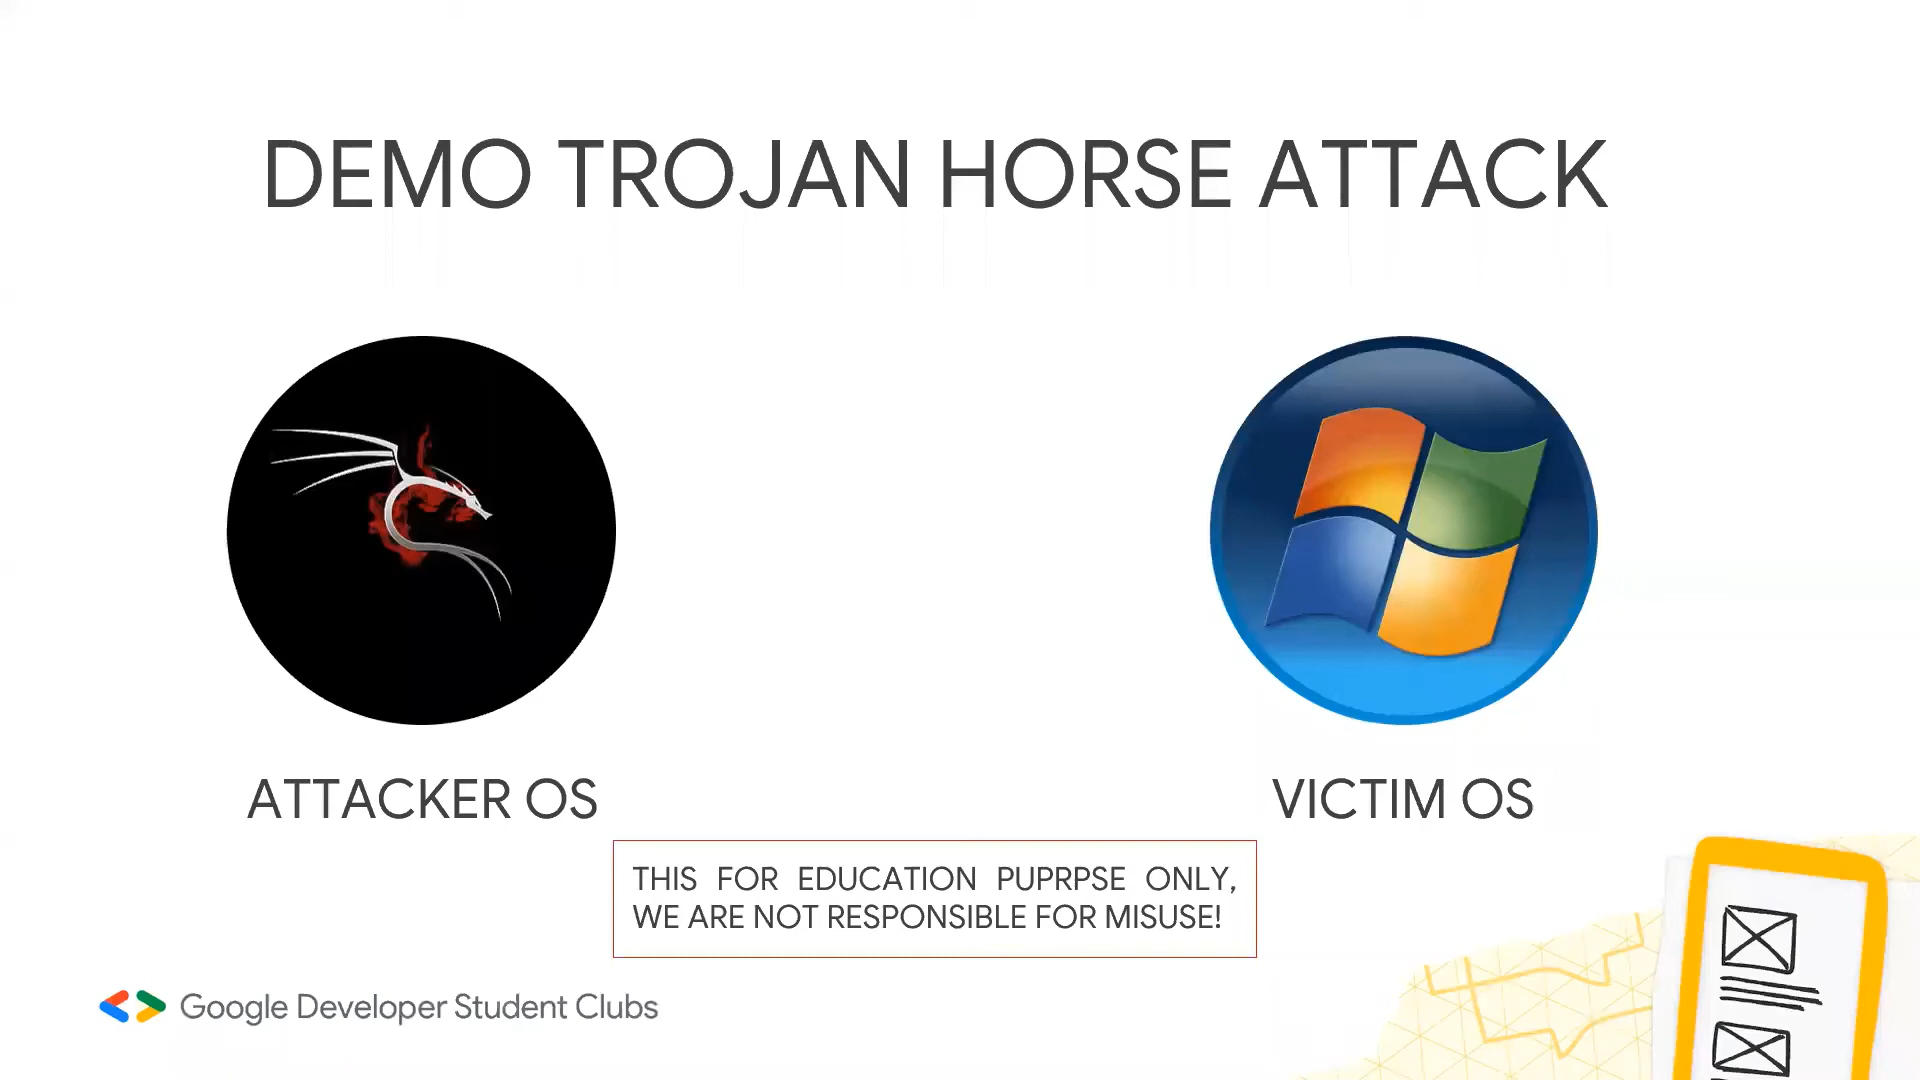 DEMO TROJAN HORSE ATTACK
ATTACKER OS
VICTIM OS
THIS FOR EDUCATION PUPRPSE ONLY,
WE ARE NOT RESPONSIBLE FOR MISUSE!
Google Developer Student Clubs